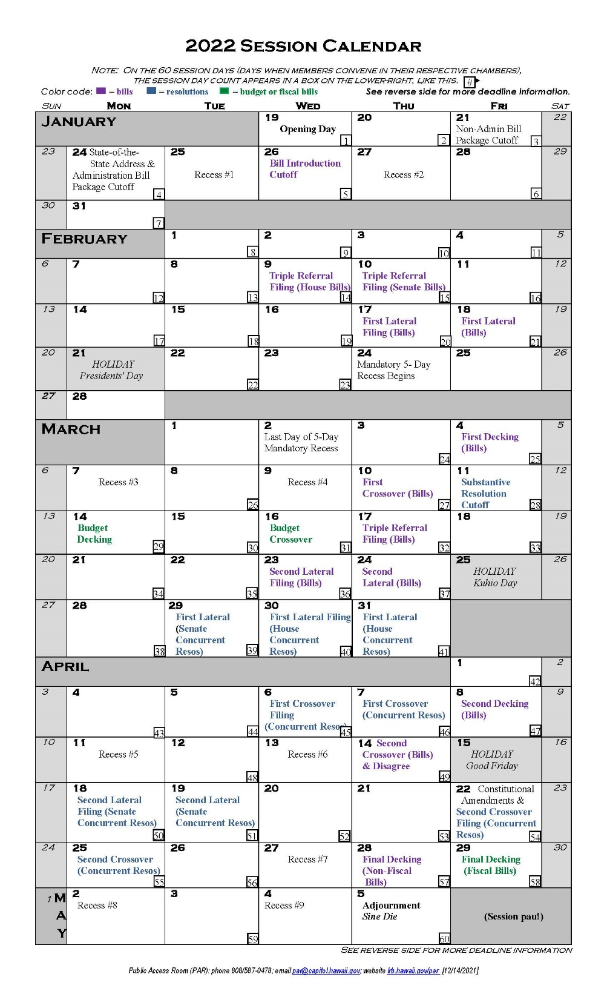 2022 SESSION CALENDAR
NOTE: ON THE 60 SESSION DAYS (DAYS WHEN MEMBERS CONVENE IN THEIR RESPECTIVE CHAMBERS),
THE SESSION DAY COUNT APPEARS IN A BOX ON THE LOWER-RIGHT, LIKE THIS. #
Color code: = bills = resolutions = budget or fiscal bills See reverse side for more deadline information.
SUN MON TUE WED THU FRI SAT
JANUARY
19
Opening Day
1
20
2
21
Non-Admin Bill
Package Cutoff 3
22
23
24 State-of-the-
State Address &
Administration Bill
Package Cutoff
4
25
Recess #1
26
Bill Introduction
Cutoff
5
27
Recess #2
28
6
29
30
31
7
FEBRUARY
1
8
2
9
3
10
4
11
5
6
7
12
8
13
9
Triple Referral
Filing (House Bills)
14
10
Triple Referral
Filing (Senate Bills)
15
11
16
12
13
14
17
15
18
16
19
17
First Lateral
Filing (Bills)
20
18
First Lateral
(Bills)
21
19
20
21
HOLIDAY
Presidents' Day
22
22
23
23
24
Mandatory 5- Day
Recess Begins
25
26
27
28
MARCH
1
2
Last Day of 5-Day
Mandatory Recess
3
24
4
First Decking
(Bills)
25
5
6
7
Recess #3
8
26
9
Recess #4
10
First
Crossover (Bills)
27
11
Substantive
Resolution
Cutoff 28
12
13
14
Budget
Decking
29
15
30
16
Budget
Crossover
31
17
Triple Referral
Filing (Bills)
32
18
33
19
20
21
34
22
35
23
Second Lateral
Filing (Bills)
36
24
Second
Lateral (Bills)
37
25
HOLIDAY
Kuhio Day
26
27
28
38
29
First Lateral
(Senate
Concurrent
Resos) 39
30
First Lateral Filing
(House
Concurrent
Resos) 40
31
First Lateral
(House
Concurrent
Resos) 41
APRIL
1
42
2
3
4
43
5
44
6
First Crossover
Filing
(Concurrent Resos)
45
7
First Crossover
(Concurrent Resos)
46
8
Second Decking
(Bills)
47
9
10
11
Recess #5
12
48
13
Recess #6
14 Second
Crossover (Bills)
& Disagree
49
15
HOLIDAY
Good Friday
16
17
18
Second Lateral
Filing (Senate
Concurrent Resos)
50
19
Second Lateral
(Senate
Concurrent Resos)
51
20
52
21
53
22 Constitutional
Amendments &
Second Crossover
Filing (Concurrent
Resos) 54
23
24
25
Second Crossover
(Concurrent Resos)
55
26
56
27
Recess #7
28
Final Decking
(Non-Fiscal
Bills) 57
29
Final Decking
(Fiscal Bills)
58
30
1 MAY
2
Recess #8
3
59
4
Recess #9
5
Adjournment
Sine Die
60
(Session pau!)
SEE REVERSE SIDE FOR MORE DEADLINE INFORMATION
Public Access Room (PAR): phone 808/587-0478; email par@capitol.hawaii.gov; website lrb.hawaii.gov/par [12/14/2021]